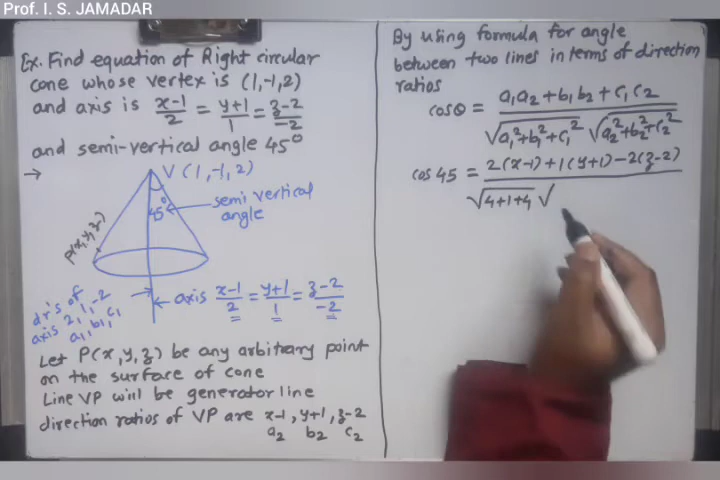 Prof. I. S. JAMADAR
Ex. Find equation of Right circular
cone whose vertex is (1,-1,2)
and axis is (x-1)/2 = (y+1)/1 = (z-2)/-2
and semi-vertical angle 45°
→
V (1,-1,2)
45°
semi vertical
angle
P(x,y,z)
axis (x-1)/2 = (y+1)/1 = (z-2)/-2
dr's of
axis 2, 1, -2
a₁, b₁, c₁
Let P(x,y,z) be any arbitrary point
on the surface of cone
Line VP will be generator line
direction ratios of VP are x-1, y+1, z-2
a₂ b₂ c₂
By using formula for angle
between two lines in terms of direction
ratios
cosθ = (a₁a₂ + b₁b₂ + c₁c₂) / (√(a₁²+b₁²+c₁²) √(a₂²+b₂²+c₂²))
cos 45 = (2(x-1)+1(y+1)-2(z-2)) / (√(4+1+4) √